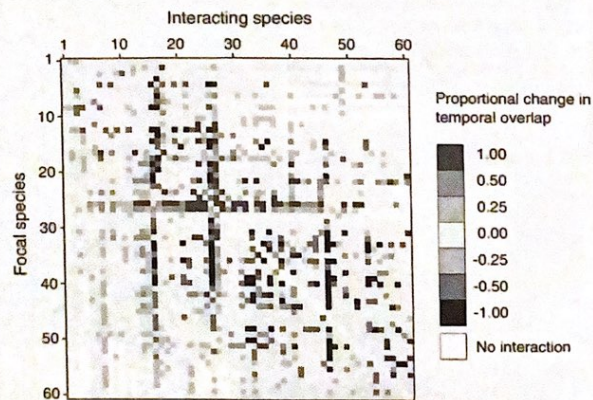 Interacting species
1 10 20 30 40 50 60
1
10
20
30
40
50
60
Focal species
Proportional change in
temporal overlap
1.00
0.50
0.25
0.00
-0.25
-0.50
-1.00
No interaction